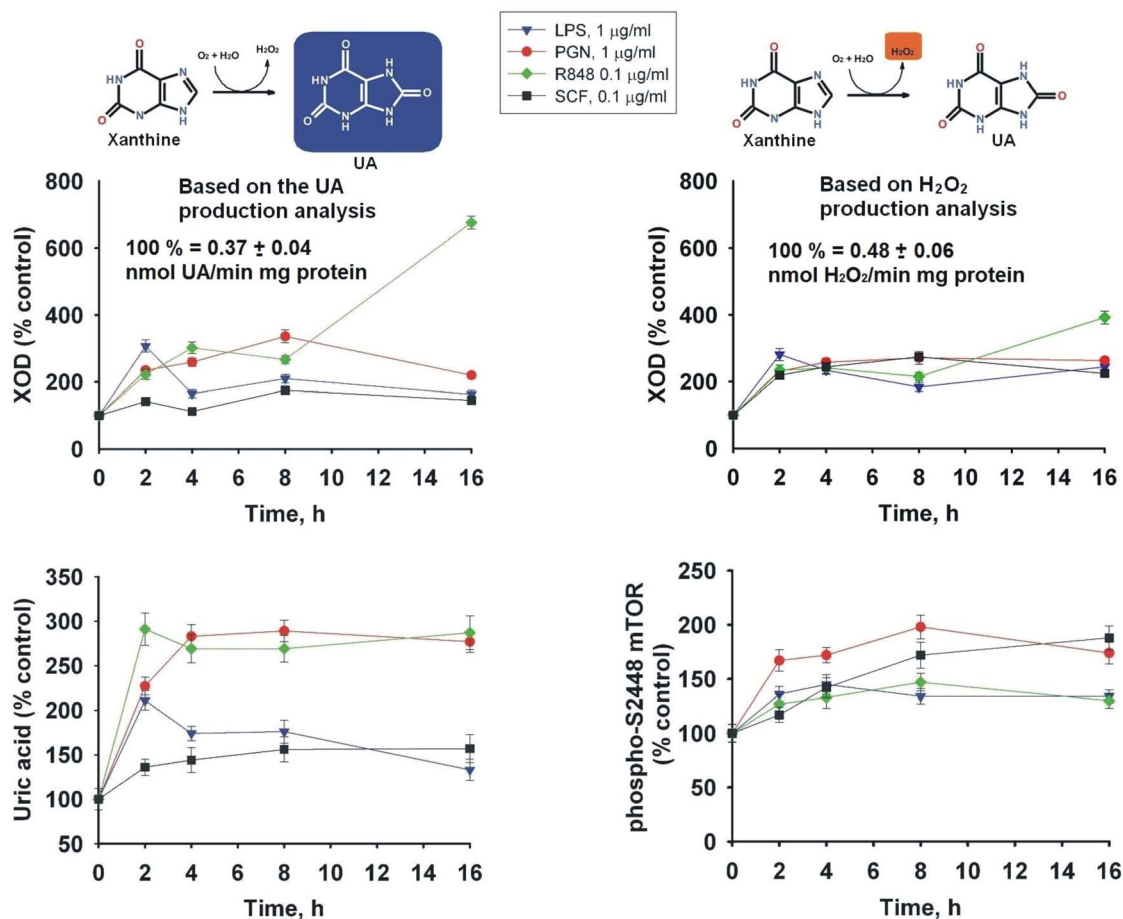 O₂ + H₂O
H₂O₂
O
HN
O
N
H
N
N
H
Xanthine
O
HN
O
N
H
H
N
N
H
O
UA
LPS, 1 μg/ml
PGN, 1 μg/ml
R848 0.1 μg/ml
SCF, 0.1 μg/ml
O₂ + H₂O
H₂O₂
O
HN
O
N
H
N
N
H
Xanthine
O
HN
O
N
H
H
N
N
H
O
UA
Based on the UA
production analysis
100 % = 0.37 ± 0.04
nmol UA/min mg protein
XOD (% control)
800
600
400
200
0
0 2 4 6 8 10 12 14 16
Time, h
Based on H₂O₂
production analysis
100 % = 0.48 ± 0.06
nmol H₂O₂/min mg protein
XOD (% control)
800
600
400
200
0
0 2 4 6 8 10 12 14 16
Time, h
Uric acid (% control)
350
300
250
200
150
100
50
0 2 4 6 8 10 12 14 16
Time, h
phospho-S2448 mTOR
(% control)
250
200
150
100
50
0
0 2 4 6 8 10 12 14 16
Time, h